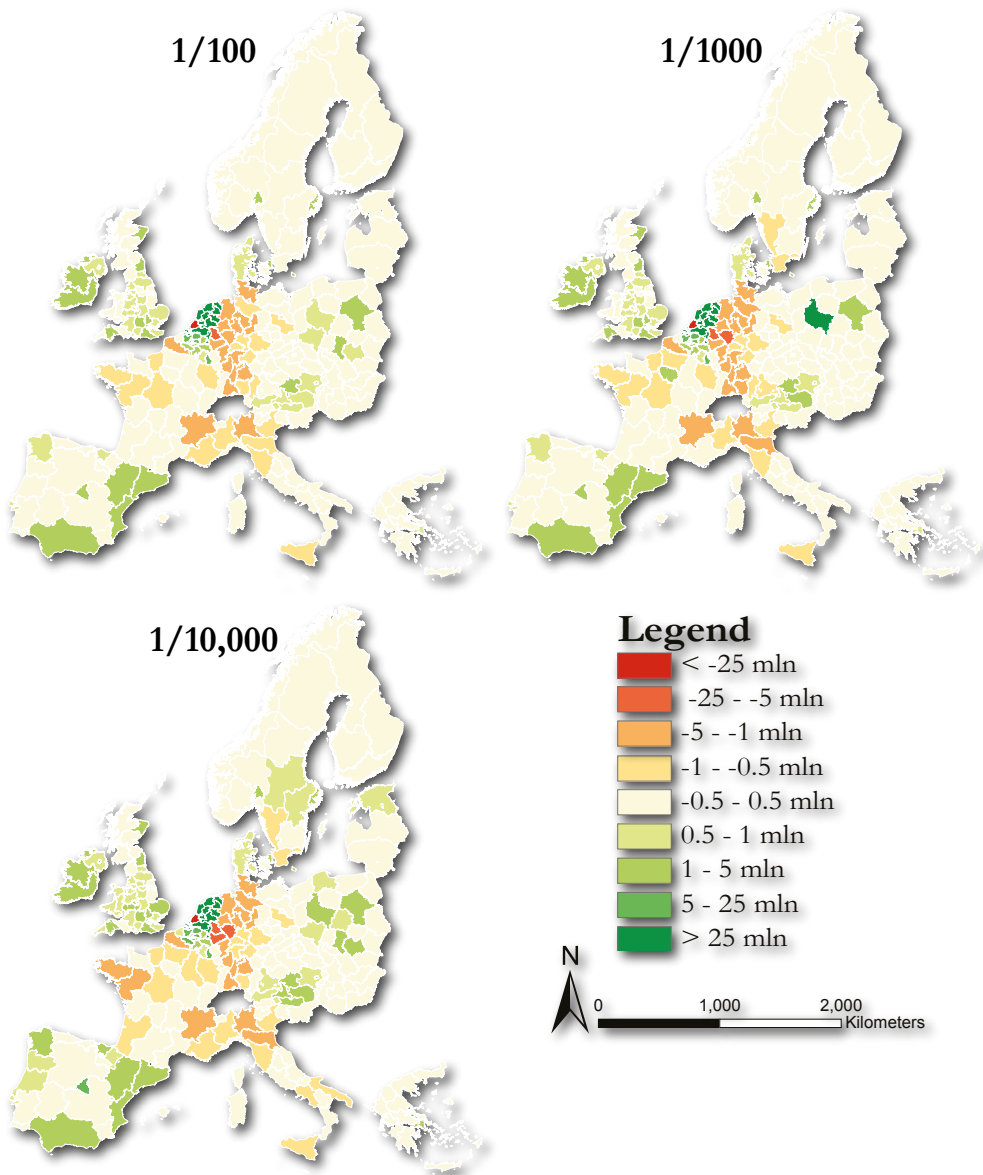 1/100
1/1000
1/10,000
Legend
< -25 mln
-25 - -5 mln
-5 - -1 mln
-1 - -0.5 mln
-0.5 - 0.5 mln
0.5 - 1 mln
1 - 5 mln
5 - 25 mln
> 25 mln
N
0 1,000 2,000
Kilometers